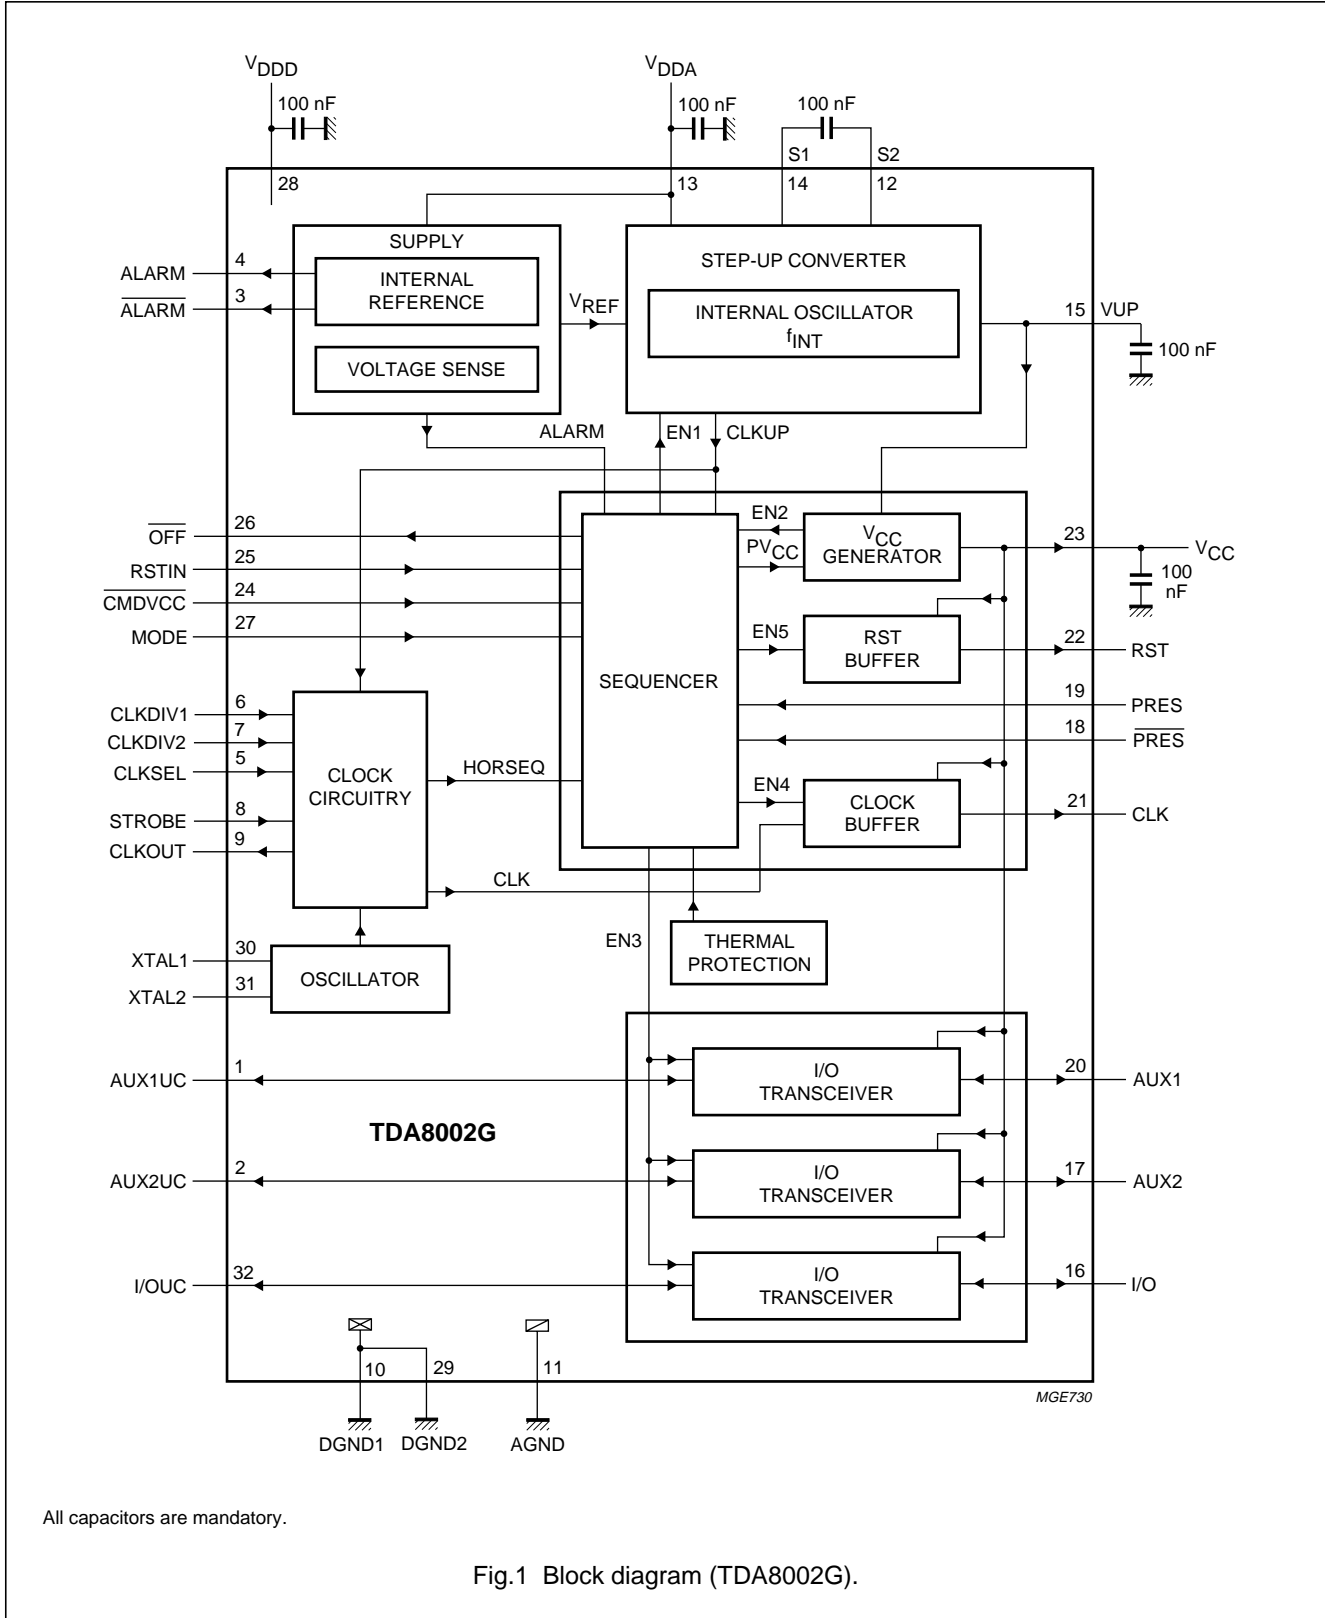 VDDD
VDDA
100 nF
100 nF
100 nF
S1
S2
28
13
14
12
SUPPLY
STEP-UP CONVERTER
ALARM
4
INTERNAL
REFERENCE
ALARM
3
VREF
INTERNAL OSCILLATOR
fINT
15
VUP
100 nF
VOLTAGE SENSE
ALARM
EN1
CLKUP
OFF
26
EN2
VCC
GENERATOR
23
VCC
RSTIN
25
PVCC
100
nF
CMDVCC
24
MODE
27
EN5
RST
BUFFER
22
RST
SEQUENCER
19
PRES
18
PRES
CLKDIV1
6
CLKDIV2
7
CLKSEL
5
CLOCK
CIRCUITRY
HORSEQ
EN4
CLOCK
BUFFER
21
CLK
STROBE
8
CLKOUT
9
CLK
EN3
THERMAL
PROTECTION
XTAL1
30
OSCILLATOR
XTAL2
31
AUX1UC
1
I/O
TRANSCEIVER
20
AUX1
TDA8002G
AUX2UC
2
I/O
TRANSCEIVER
17
AUX2
I/OUC
32
I/O
TRANSCEIVER
16
I/O
10
29
11
MGE730
DGND1
DGND2
AGND
All capacitors are mandatory.
Fig.1 Block diagram (TDA8002G).